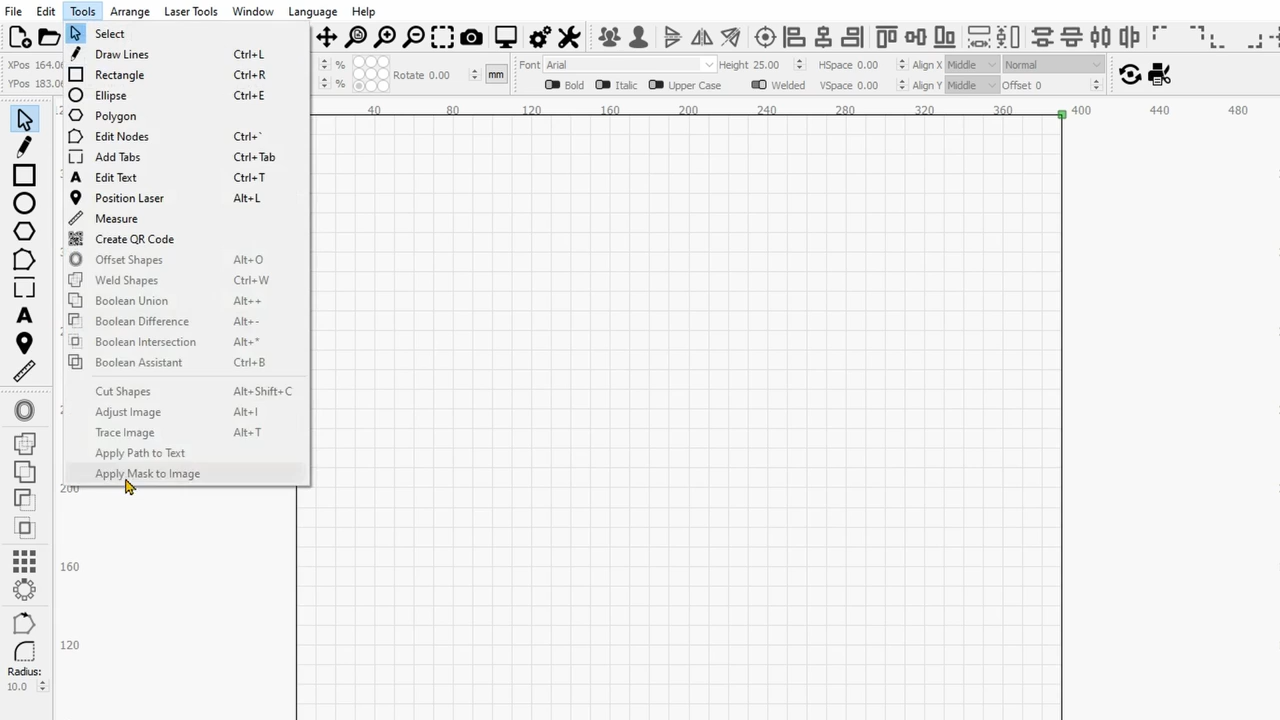 File Edit Tools Arrange Laser Tools Window Language Help
Select
Draw Lines Ctrl+L
Rectangle Ctrl+R
Ellipse Ctrl+E
Polygon
Edit Nodes Ctrl+`
Add Tabs Ctrl+Tab
Edit Text Ctrl+T
Position Laser Alt+L
Measure
Create QR Code
Offset Shapes Alt+O
Weld Shapes Ctrl+W
Boolean Union Alt++
Boolean Difference Alt+-
Boolean Intersection Alt+*
Boolean Assistant Ctrl+B
Cut Shapes Alt+Shift+C
Adjust Image Alt+I
Trace Image Alt+T
Apply Path to Text
Apply Mask to Image
XPos 164.0
YPos 183.0
%
%
Rotate 0.00
mm
Font Arial Height 25.00 HSpace 0.00 Align X Middle Normal
Bold Italic Upper Case Welded VSpace 0.00 Align Y Middle Offset 0
40 80 120 160 200 240 280 320 360 400 440 480
200
160
120
Radius:
10.0